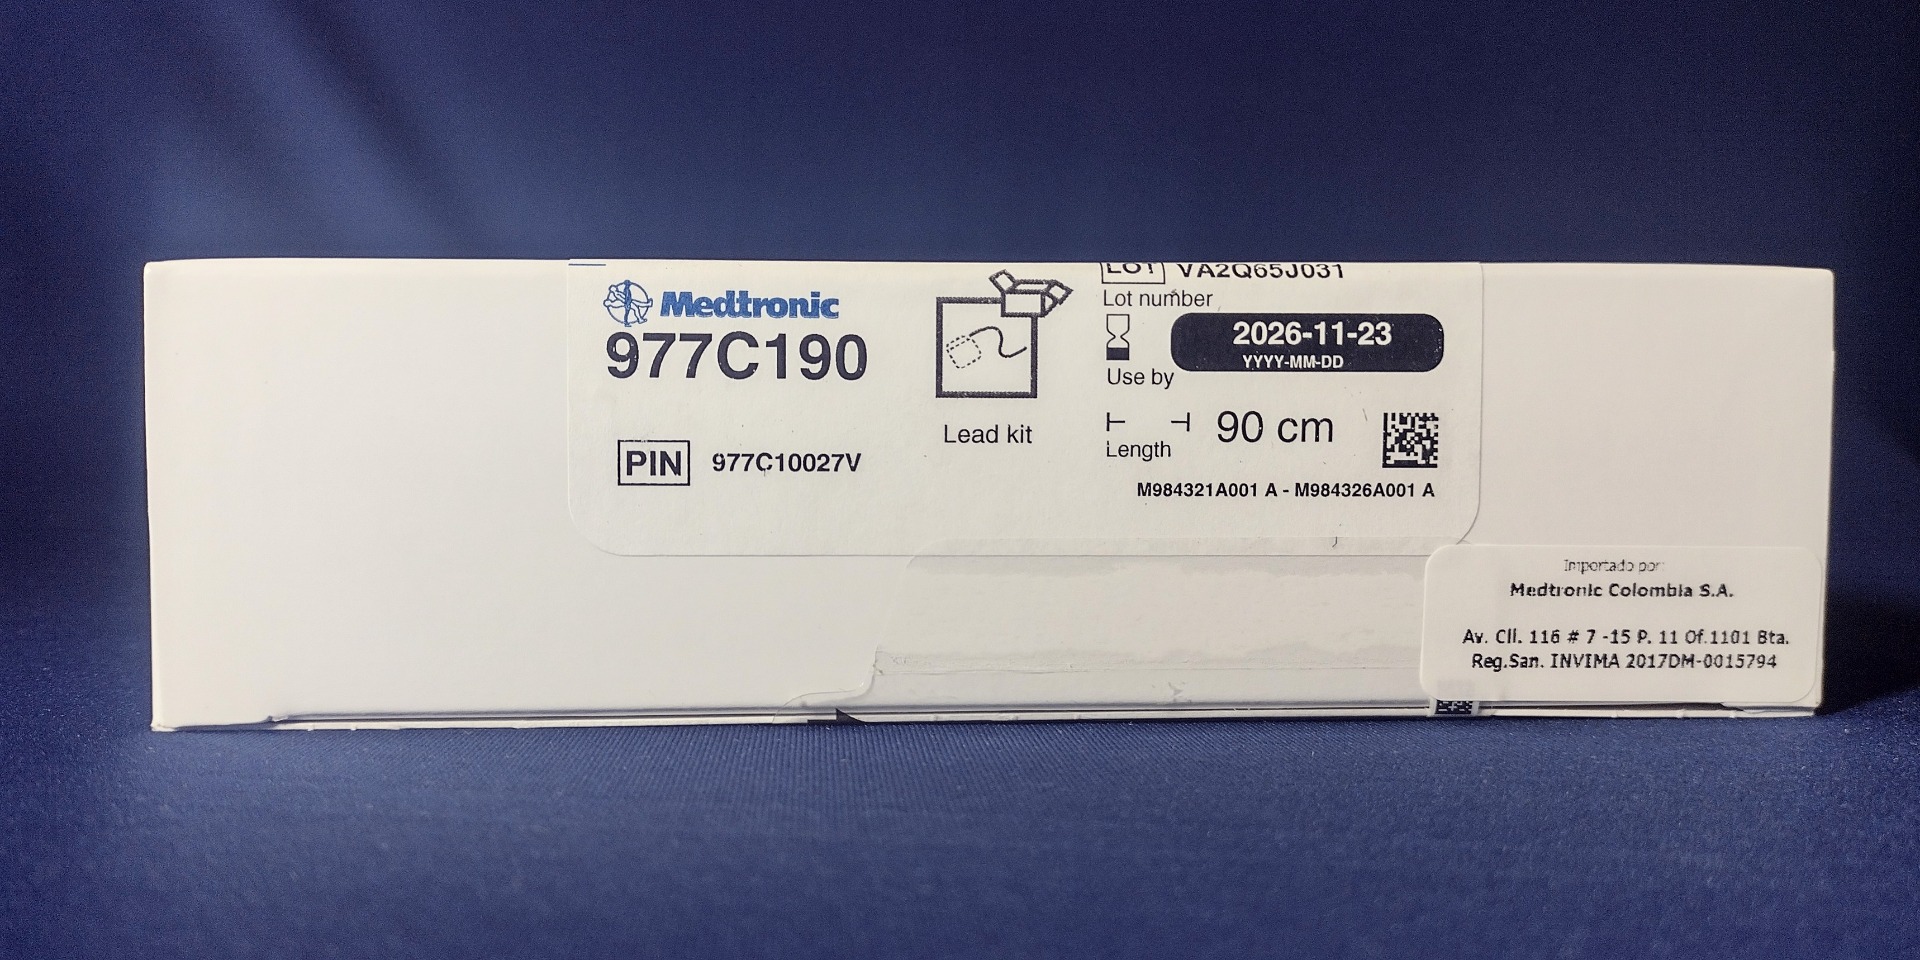 Medtronic
977C190
PIN 977C10027V
Lead kit
LOT VA2Q65J031
Lot number
2026-11-23
YYYY-MM-DD
Use by
90 cm
Length
M984321A001 A - M984326A001 A
Importado por:
Medtronic Colombia S.A.
Av. Cll. 116 # 7 -15 P. 11 Of.1101 Bta.
Reg.San. INVIMA 2017DM-0015794